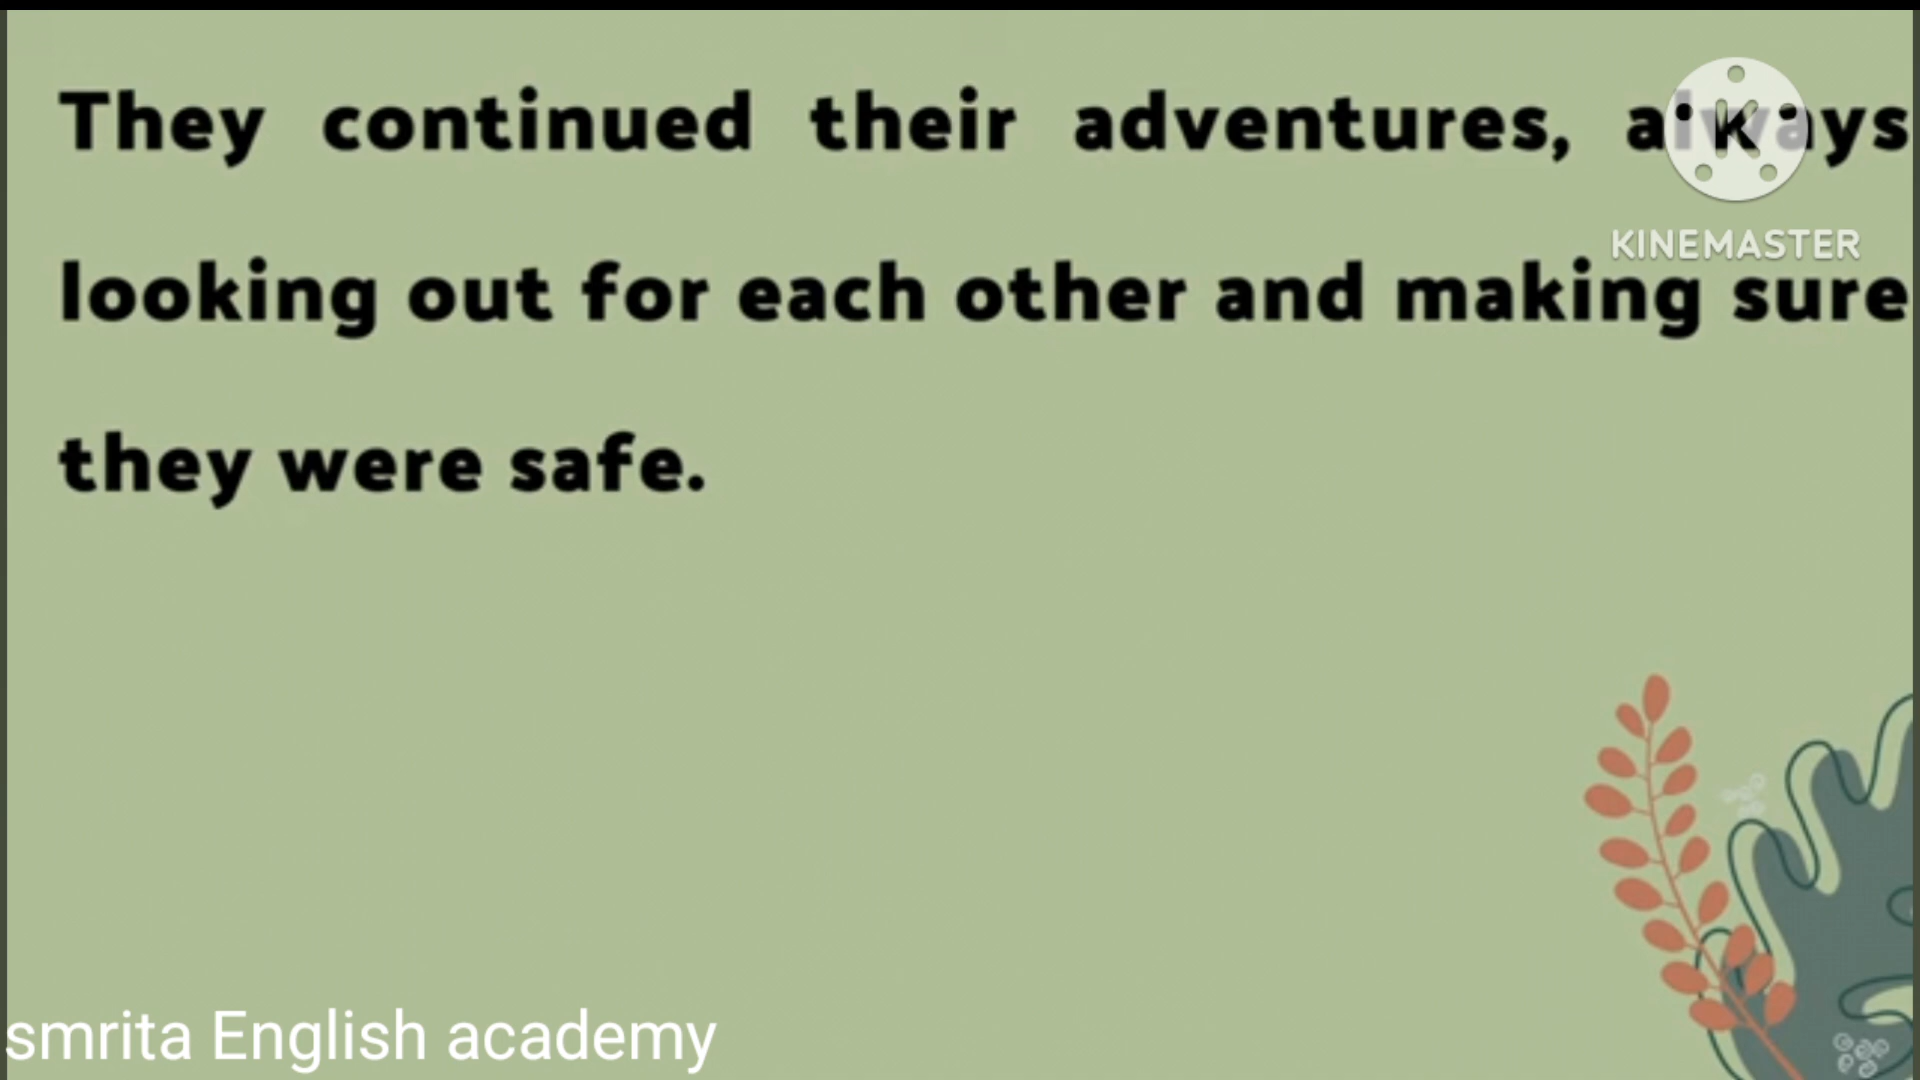 They continued their adventures, always
KINEMASTER
looking out for each other and making sure
they were safe.
smrita English academy